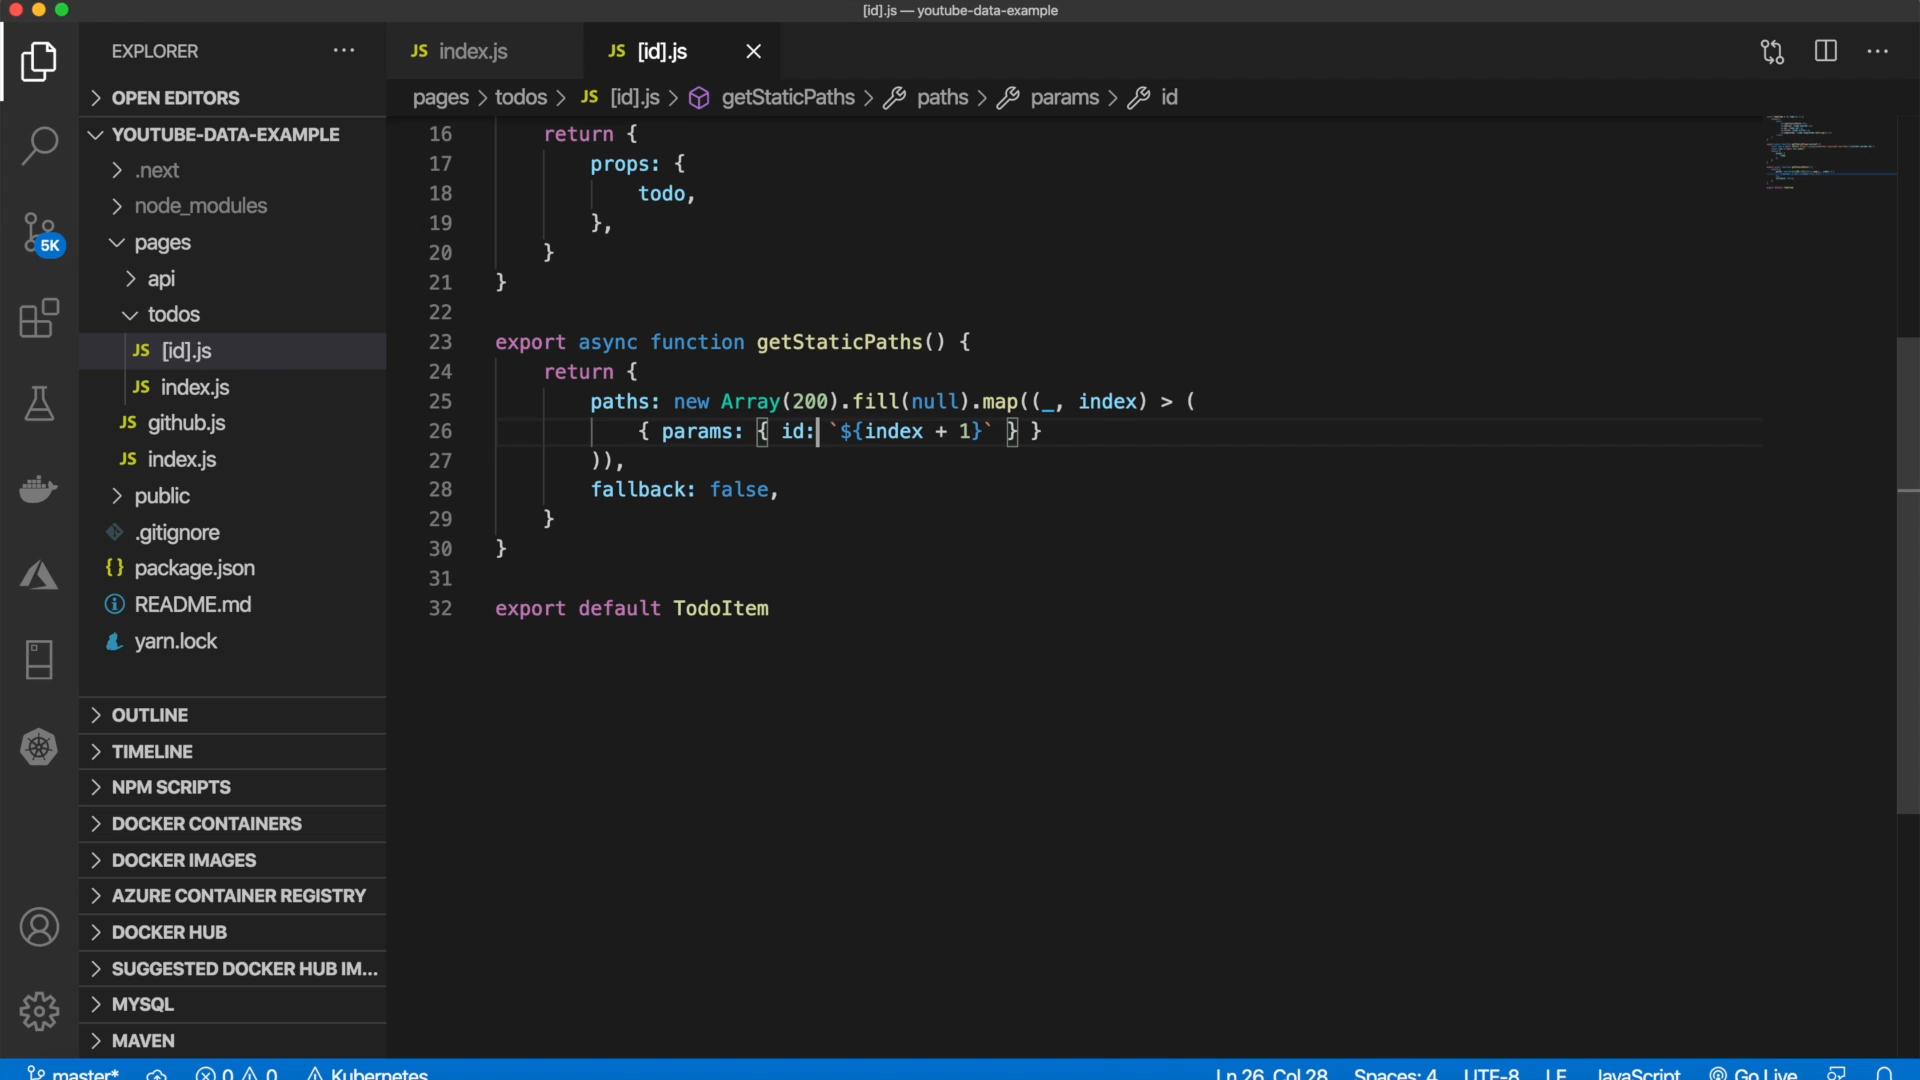 [id].js — youtube-data-example
EXPLORER
OPEN EDITORS
YOUTUBE-DATA-EXAMPLE
.next
node_modules
pages
api
todos
JS [id].js
JS index.js
JS github.js
JS index.js
public
.gitignore
{} package.json
README.md
yarn.lock
OUTLINE
TIMELINE
NPM SCRIPTS
DOCKER CONTAINERS
DOCKER IMAGES
AZURE CONTAINER REGISTRY
DOCKER HUB
SUGGESTED DOCKER HUB IM...
MYSQL
MAVEN
5K
JS index.js
JS [id].js
pages > todos > JS [id].js > getStaticPaths > paths > params > id
16 return {
17 props: {
18 todo,
19 },
20 }
21 }
22
23 export async function getStaticPaths() {
24 return {
25 paths: new Array(200).fill(null).map((_, index) > (
26 { params: { id: `${index + 1}` } }
27 )),
28 fallback: false,
29 }
30 }
31
32 export default TodoItem
master* 0 0 Kubernetes Ln 26, Col 28 Spaces: 4 UTF-8 LF JavaScript Go Live